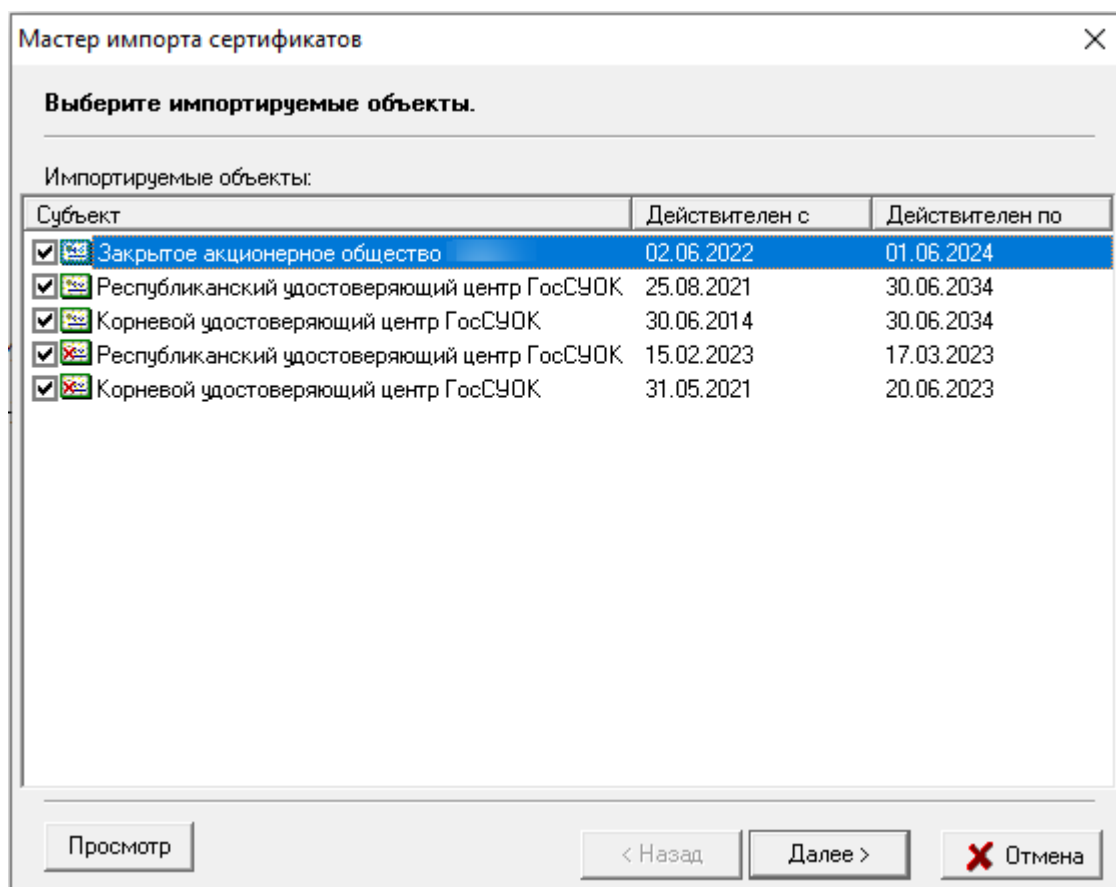 Мастер импорта сертификатов
Выберите импортируемые объекты.
Импортируемые объекты:
Субъект Действителен с Действителен по
Закрытое акционерное общество 02.06.2022 01.06.2024
Республиканский удостоверяющий центр ГосСУОК 25.08.2021 30.06.2034
Корневой удостоверяющий центр ГосСУОК 30.06.2014 30.06.2034
Республиканский удостоверяющий центр ГосСУОК 15.02.2023 17.03.2023
Корневой удостоверяющий центр ГосСУОК 31.05.2021 20.06.2023
Просмотр < Назад Далее > Отмена